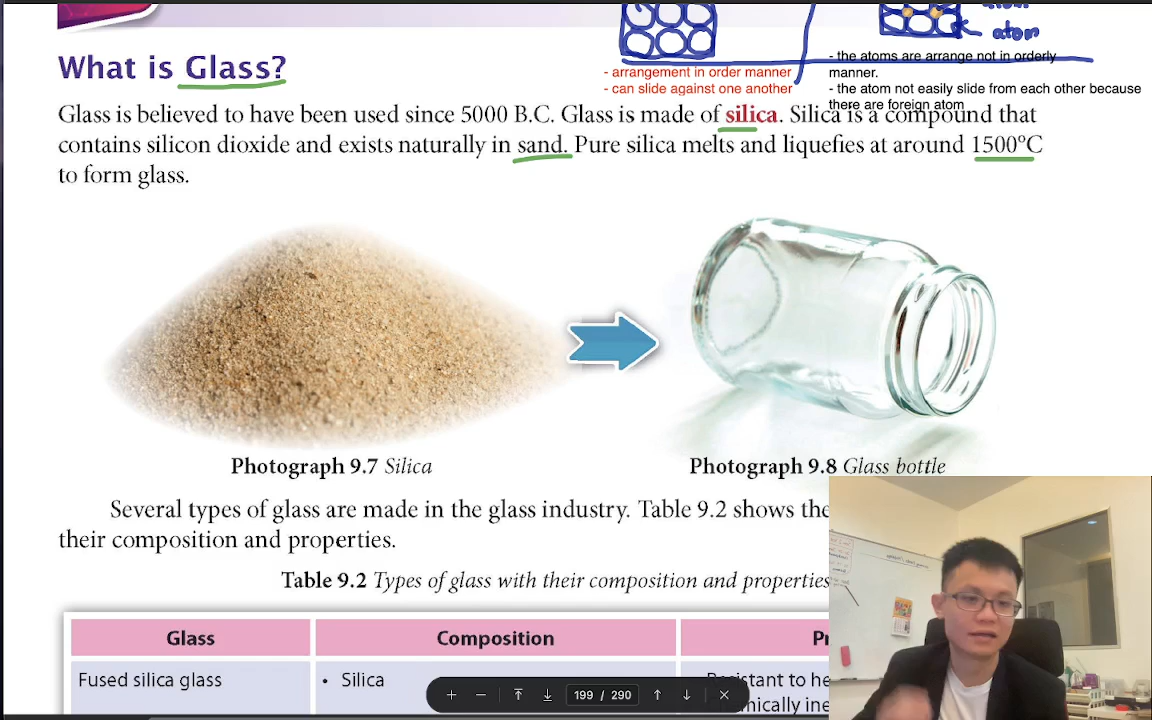 atom
What is Glass?
- arrangement in order manner
- can slide against one another
- the atoms are arrange not in orderly
manner.
- the atom not easily slide from each other because
there are foreign atom
Glass is believed to have been used since 5000 B.C. Glass is made of silica. Silica is a compound that
contains silicon dioxide and exists naturally in sand. Pure silica melts and liquefies at around 1500°C
to form glass.
Photograph 9.7 Silica
Photograph 9.8 Glass bottle
Several types of glass are made in the glass industry. Table 9.2 shows the
their composition and properties.
Table 9.2 Types of glass with their composition and properties
Glass
Composition
Fused silica glass
• Silica
199 / 290